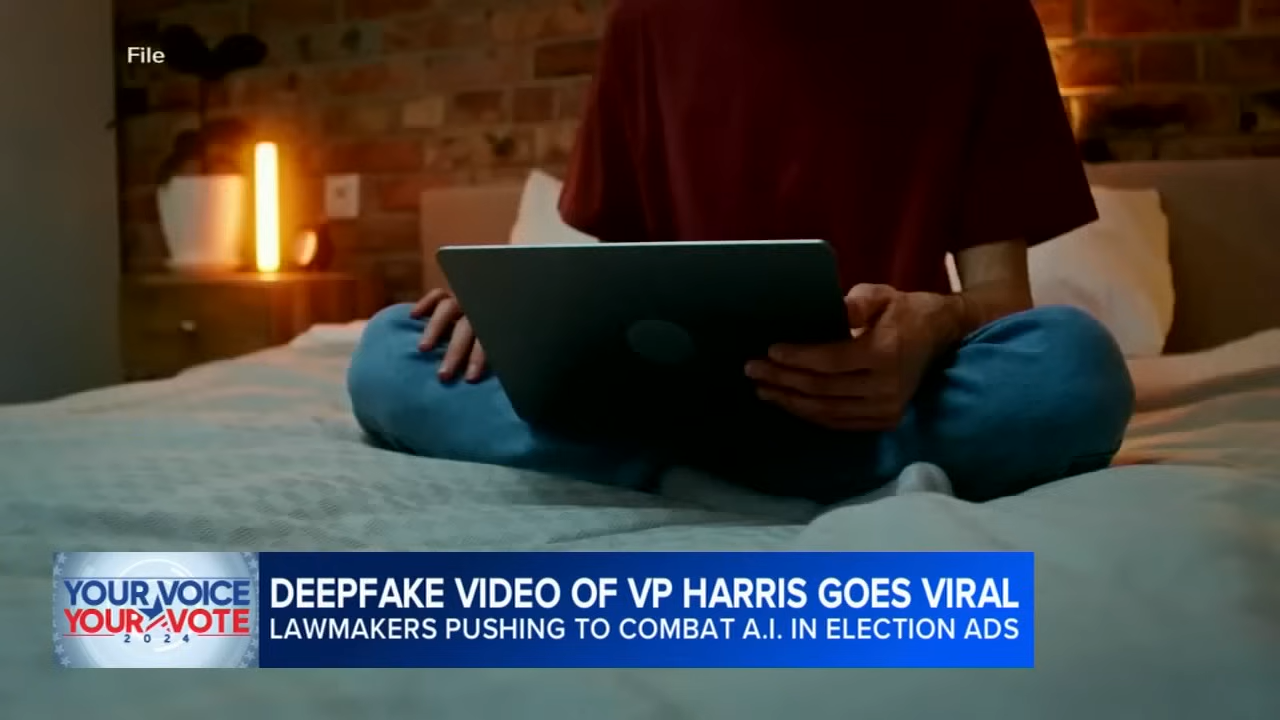 File
YOUR VOICE
YOUR VOTE
2024
DEEPFAKE VIDEO OF VP HARRIS GOES VIRAL
LAWMAKERS PUSHING TO COMBAT A.I. IN ELECTION ADS